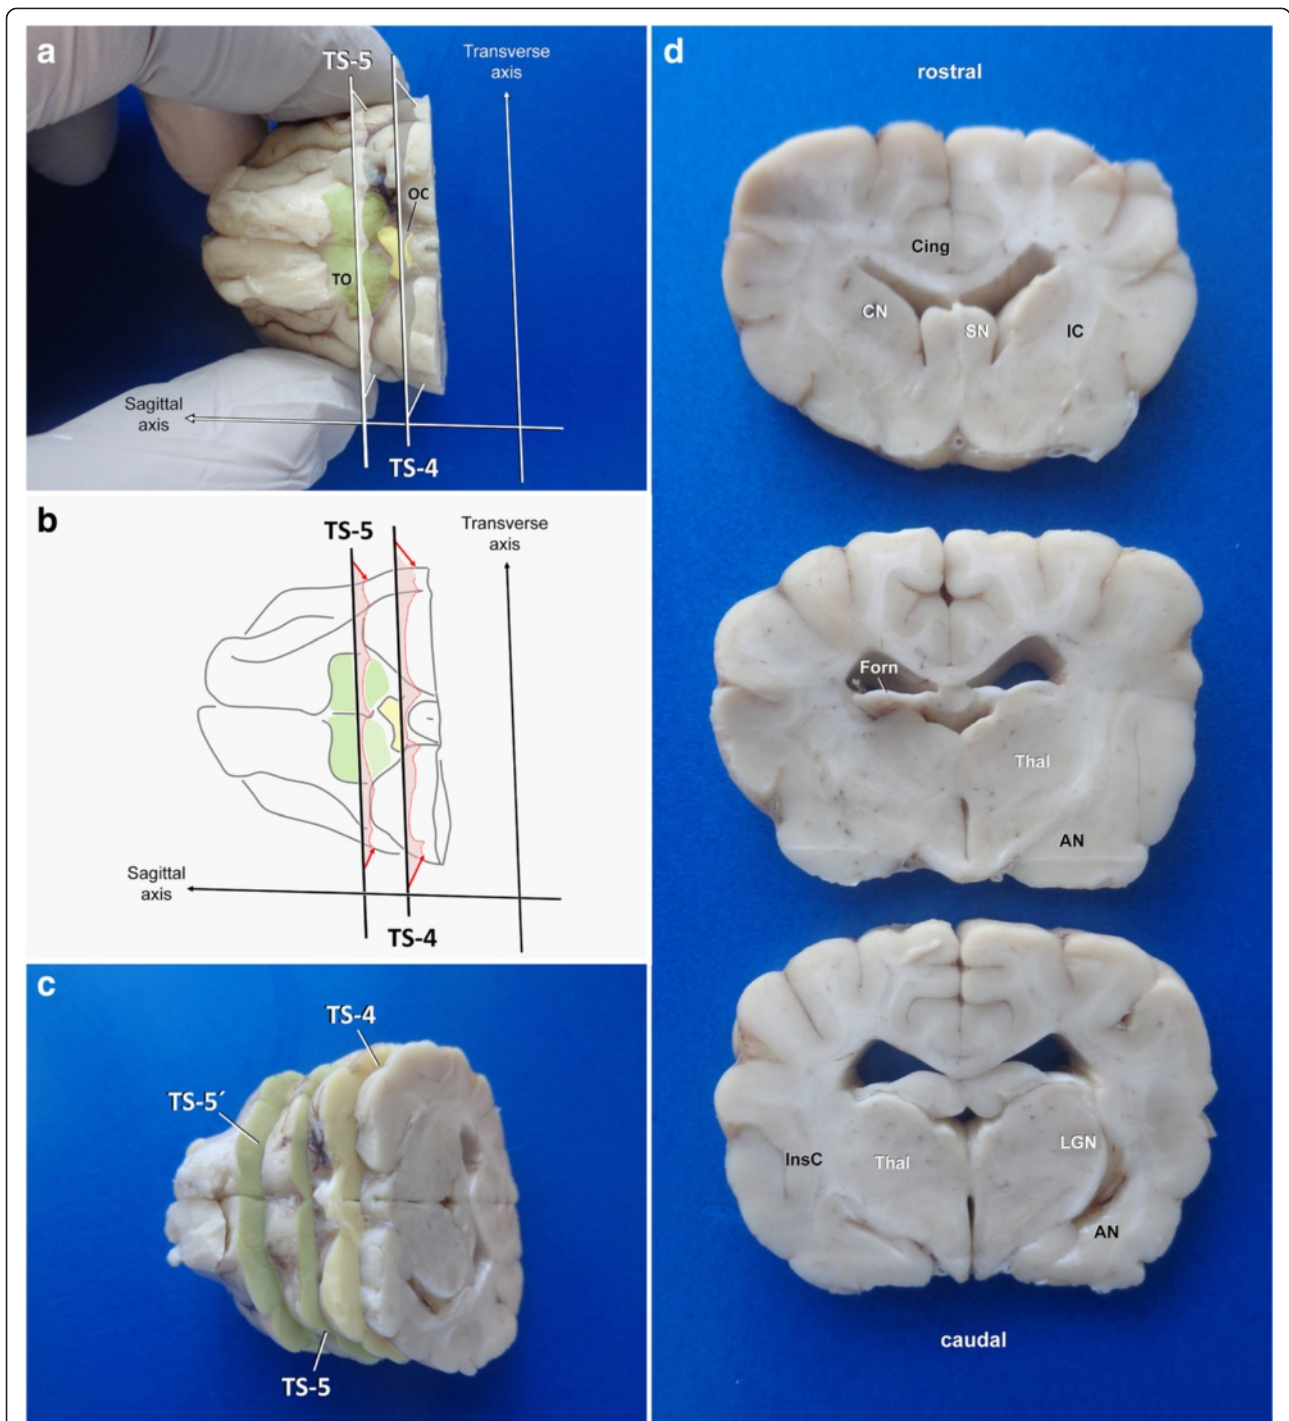 a
TS-5
Transverse
axis
OC
TO
Sagittal
axis
TS-4
b
TS-5
Transverse
axis
Sagittal
axis
TS-4
c
TS-4
TS-5´
TS-5
d
rostral
Cing
CN
SN
IC
Forn
Thal
AN
InsC
Thal
LGN
AN
caudal